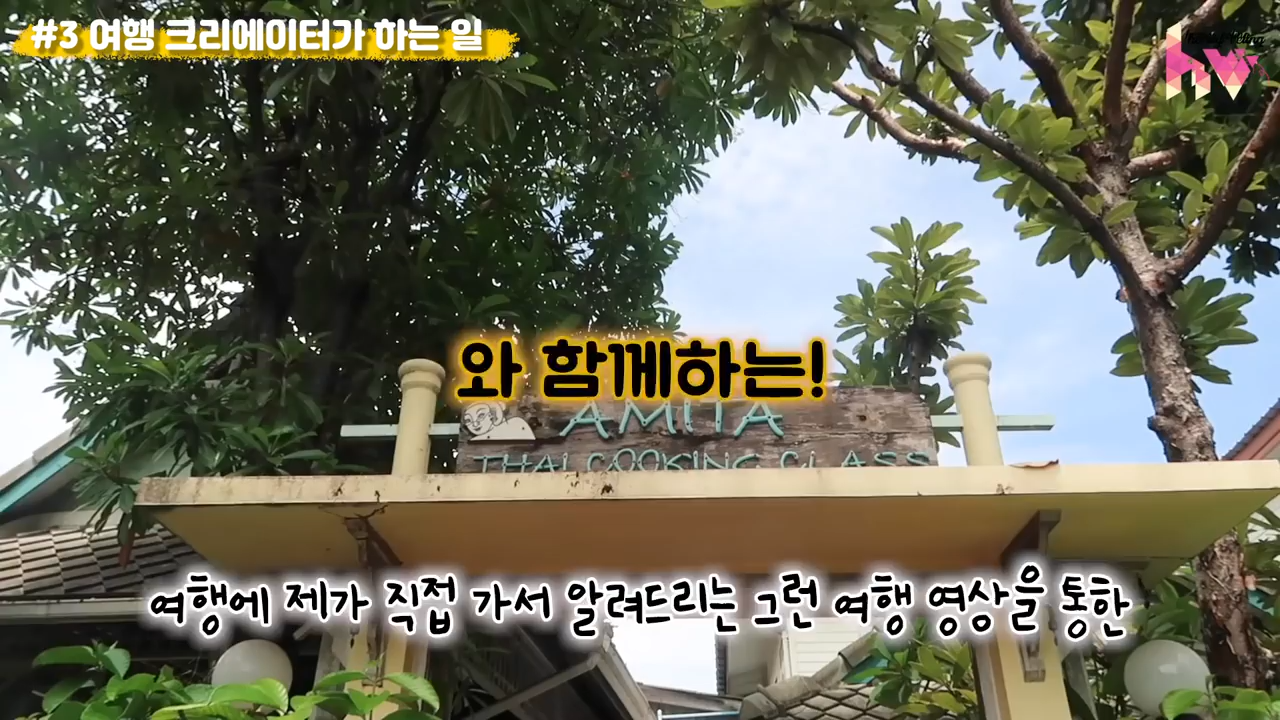 #3 여행 크리에이터가 하는 일
와 함께하는!
AMITA
THAI COOKING CLASS
여행에 제가 직접 가서 알려드리는 그런 여행 영상을 통한